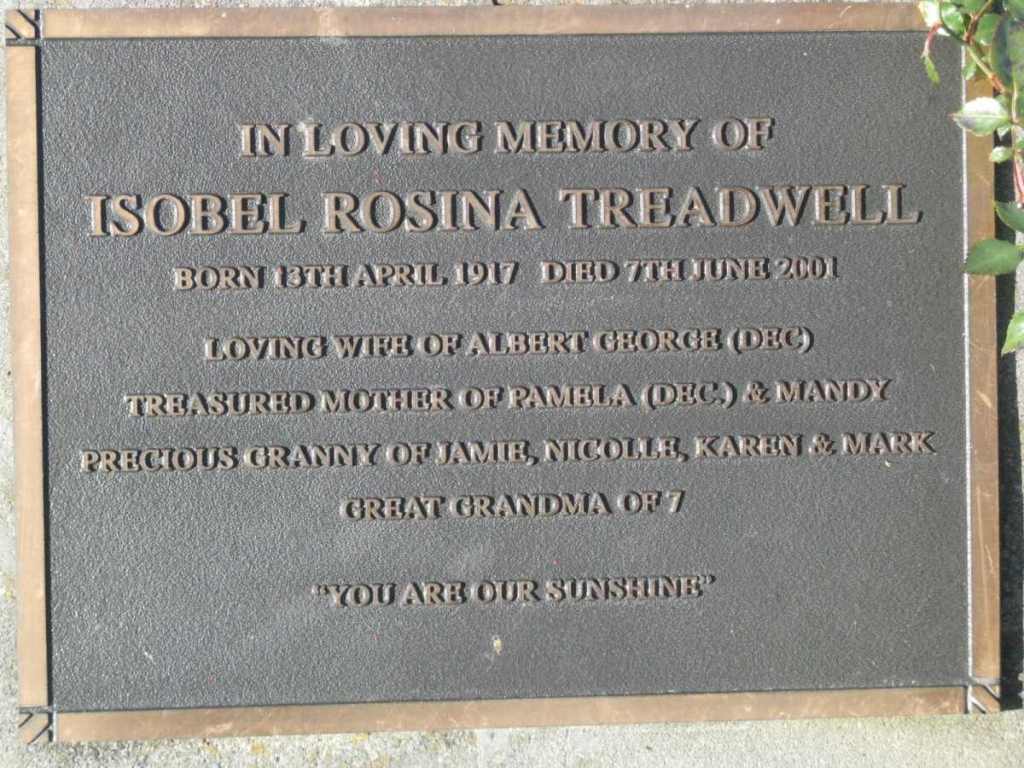 IN LOVING MEMORY OF
ISOBEL ROSINA TREADWELL
BORN 13TH APRIL 1917 DIED 7TH JUNE 2001
LOVING WIFE OF ALBERT GEORGE (DEC)
TREASURED MOTHER OF PAMELA (DEC.) & MANDY
PRECIOUS GRANNY OF JAMIE, NICOLLE, KAREN & MARK
GREAT GRANDMA OF 7
"YOU ARE OUR SUNSHINE"